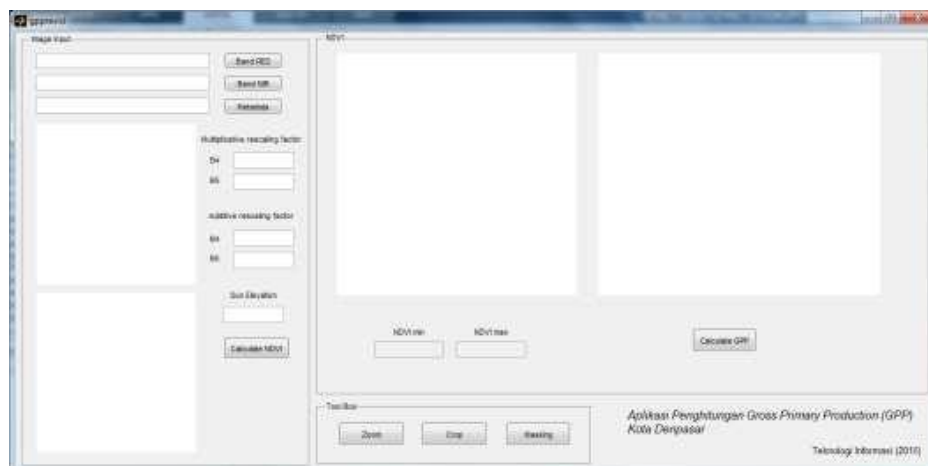 Image Input
Band RED
Band NIR
Metadata
Multiplicative rescaling factor
B4
B5
Additive rescaling factor
B4
B5
Sun Elevation
Calculate NDVI
NDVI
NDVI min
NDVI max
Calculate GPP
Tool Box
Zoom
Crop
Masking
Aplikasi Penghitungan Gross Primary Production (GPP)
Kota Denpasar
Teknologi Informasi (2016)